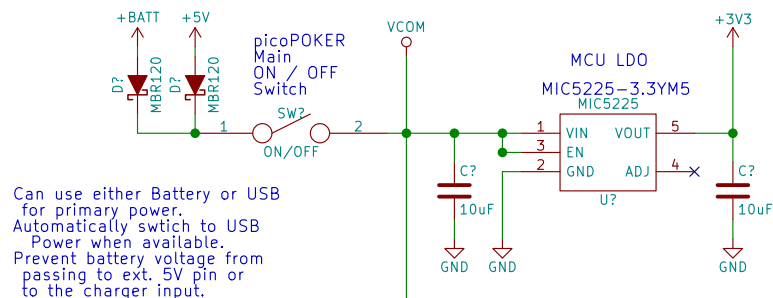 +BATT
+5V
+3V3
VCOM
picoPOKER
Main
ON / OFF
Switch
MCU LDO
MIC5225-3.3YM5
MIC5225
D?
MBR120
D?
MBR120
SW?
1
2
ON/OFF
1
VIN
VOUT
5
3
EN
2
GND
ADJ
4
U?
C?
10uF
C?
10uF
GND
GND
GND
Can use either Battery or USB
for primary power.
Automatically swtich to USB
Power when available.
Prevent battery voltage from
passing to ext. 5V pin or
to the charger input.